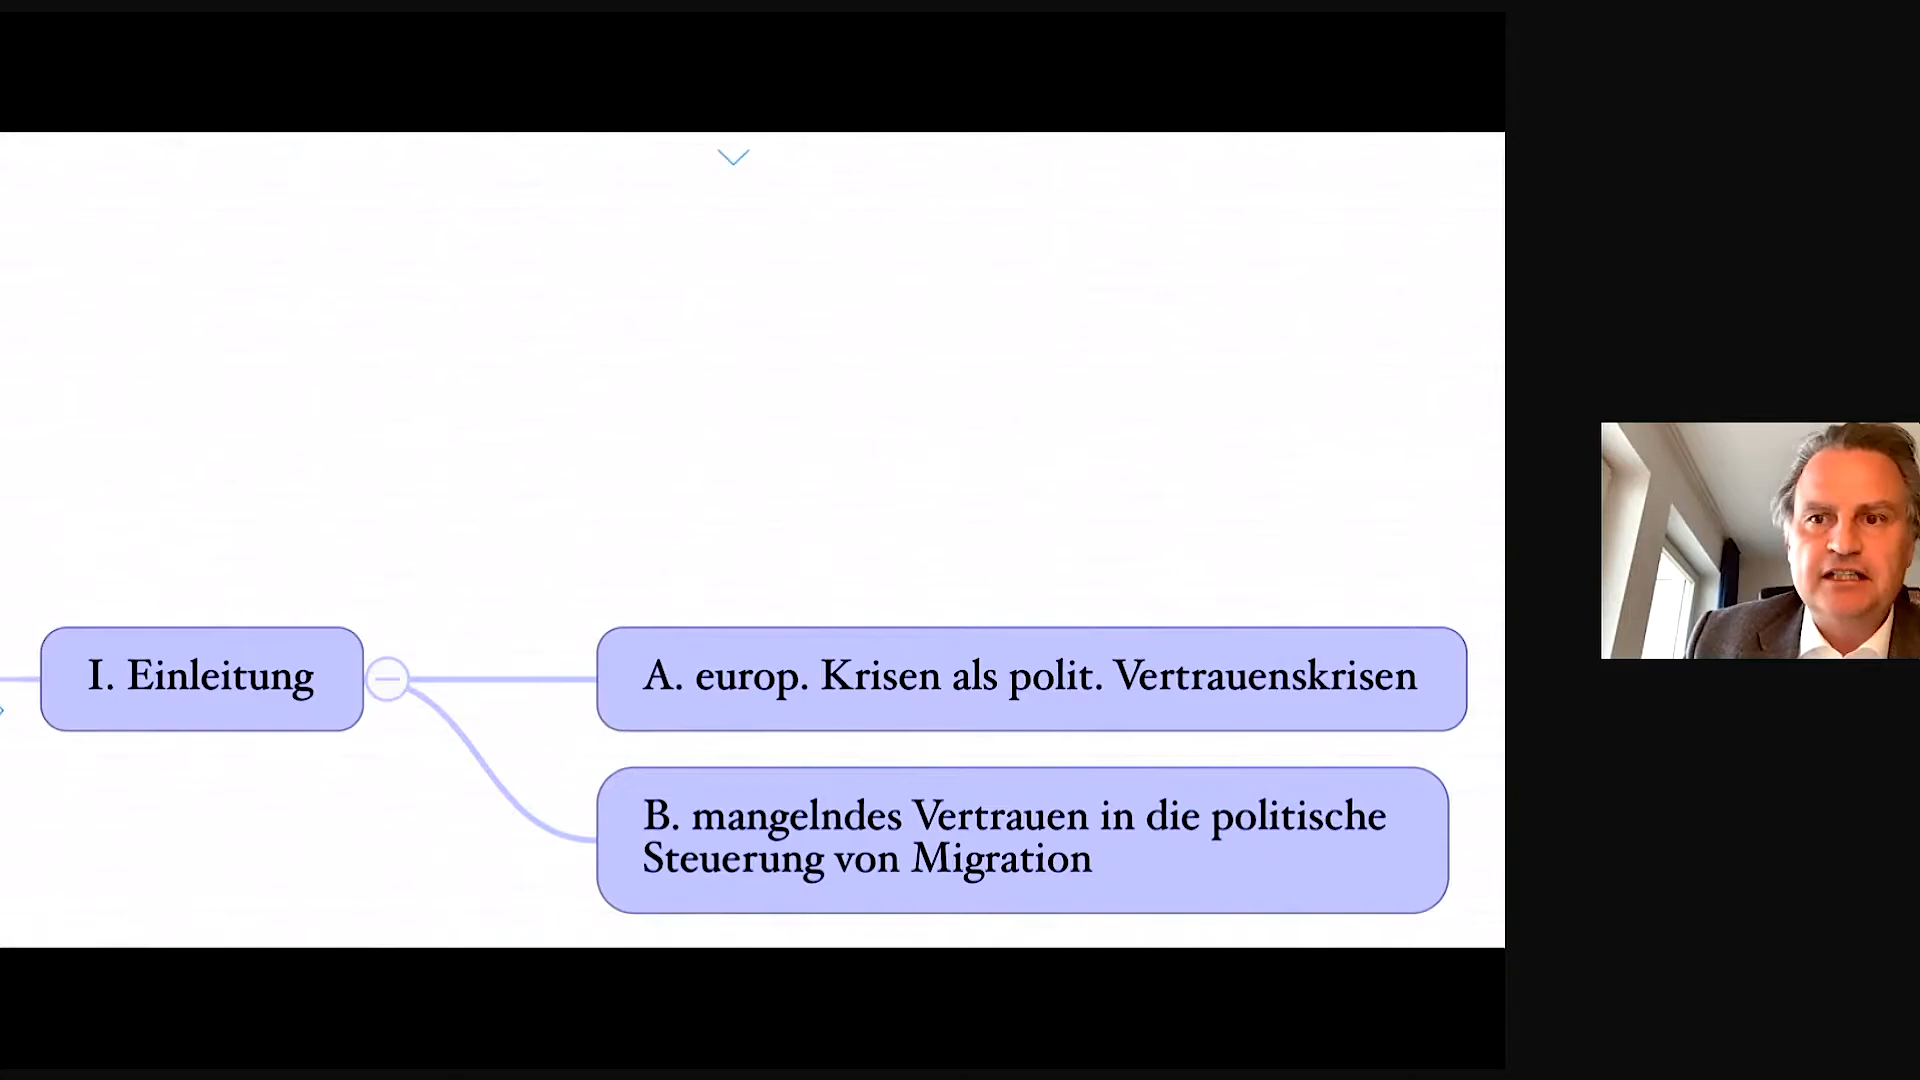 I. Einleitung
A. europ. Krisen als polit. Vertrauenskrisen
B. mangelndes Vertrauen in die politische
Steuerung von Migration